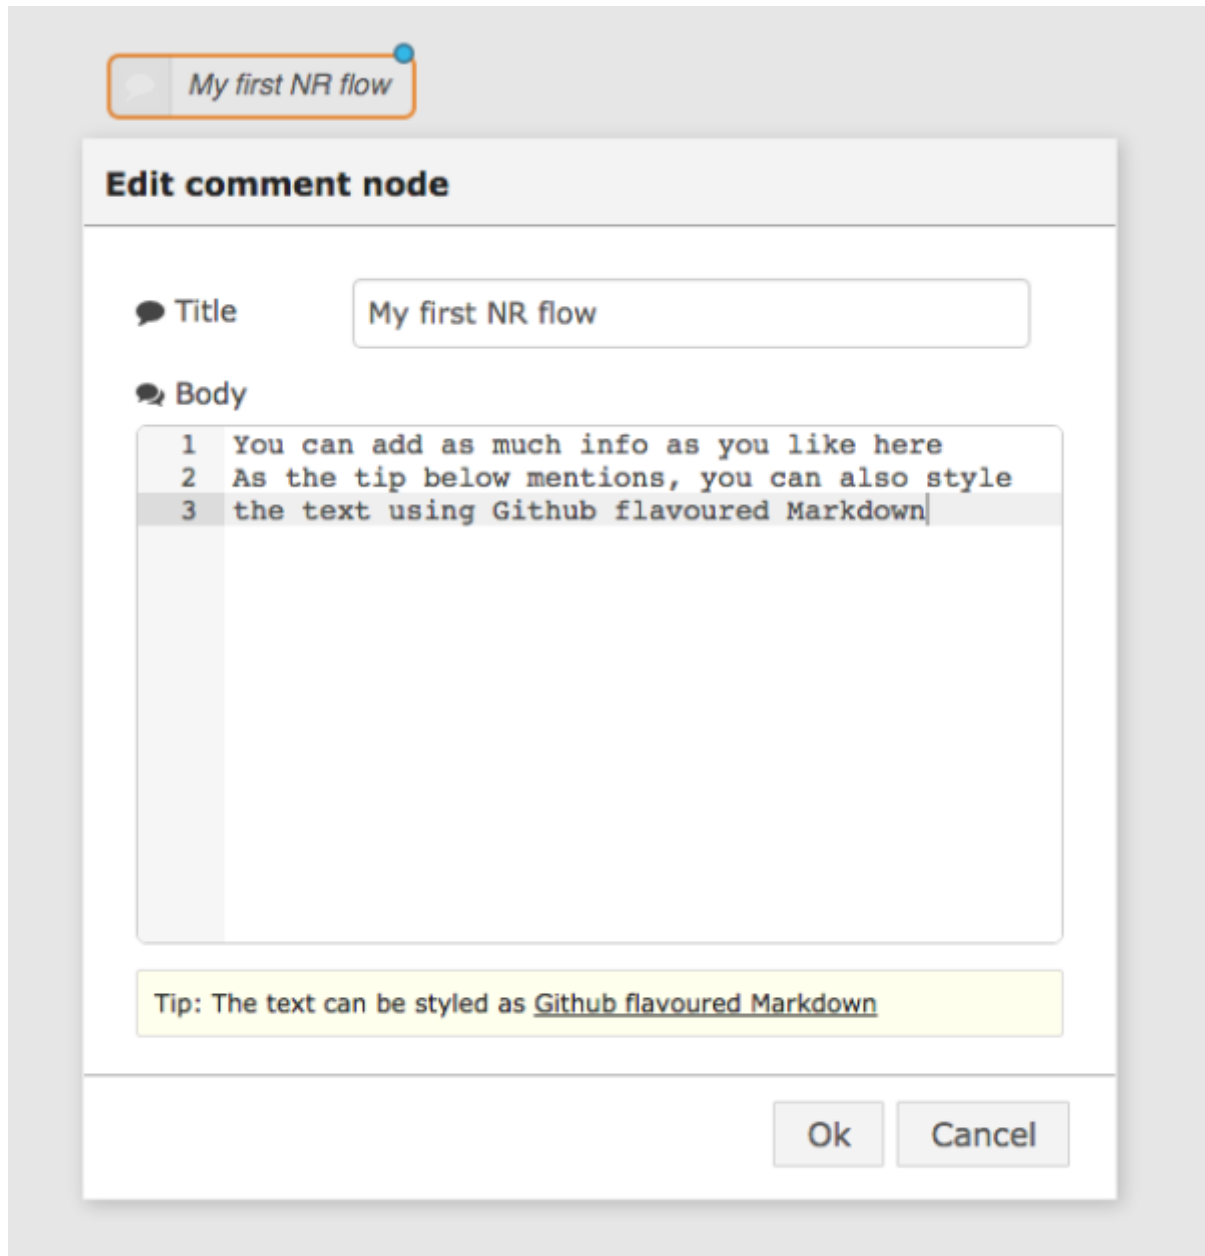 My first NR flow
Edit comment node
Title
My first NR flow
Body
1 You can add as much info as you like here
2 As the tip below mentions, you can also style
3 the text using Github flavoured Markdown
Tip: The text can be styled as Github flavoured Markdown
Ok Cancel